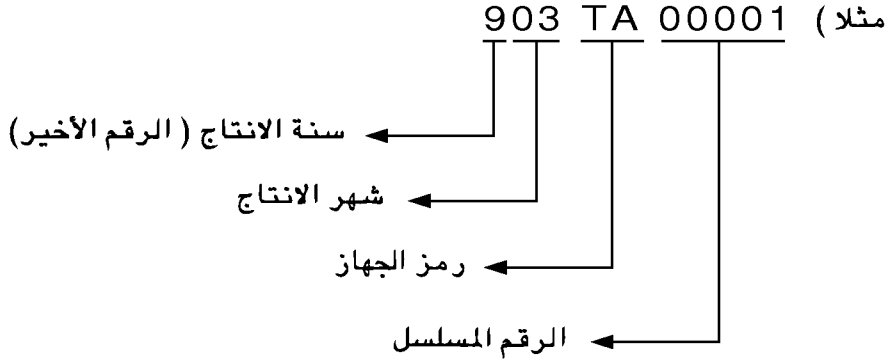 مثلا ) 903 TA 00001
سنة الانتاج ( الرقم الأخير)
شهر الانتاج
رمز الجهاز
الرقم المسلسل